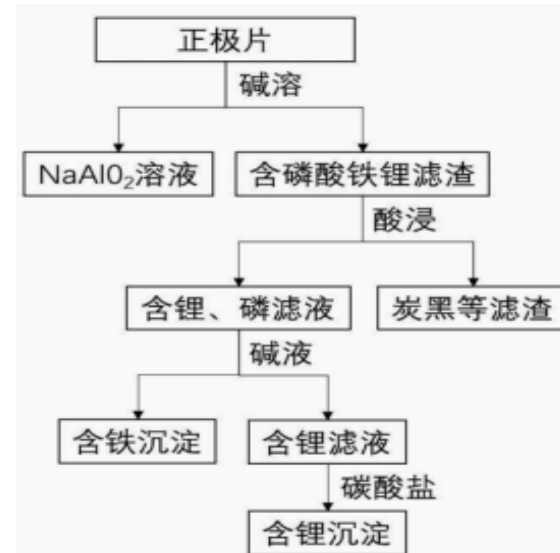 正极片
碱溶
NaAlO₂溶液
含磷酸铁锂滤渣
酸浸
含锂、磷滤液
炭黑等滤渣
碱液
含铁沉淀
含锂滤液
碳酸盐
含锂沉淀